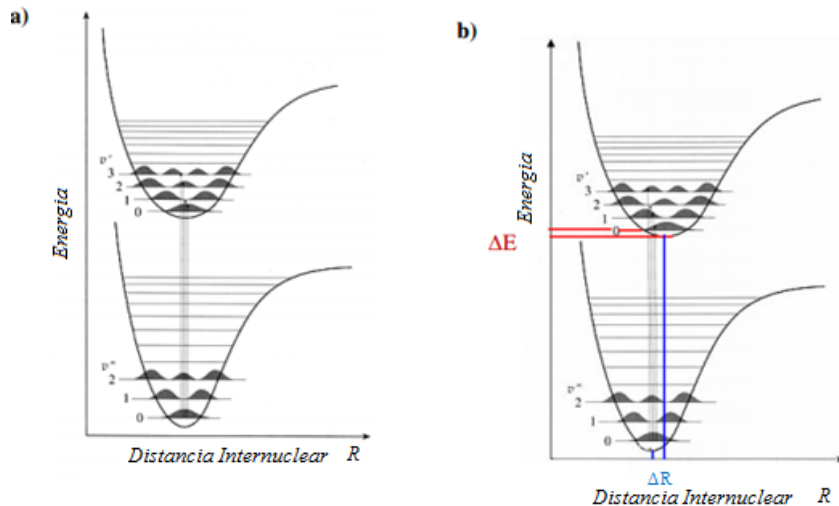 a)
Energia
v'
3
2
1
0
v"
2
1
0
Distancia Internuclear R
b)
Energia
v'
3
2
1
0
ΔE
v"
2
1
0
ΔR
Distancia Internuclear R